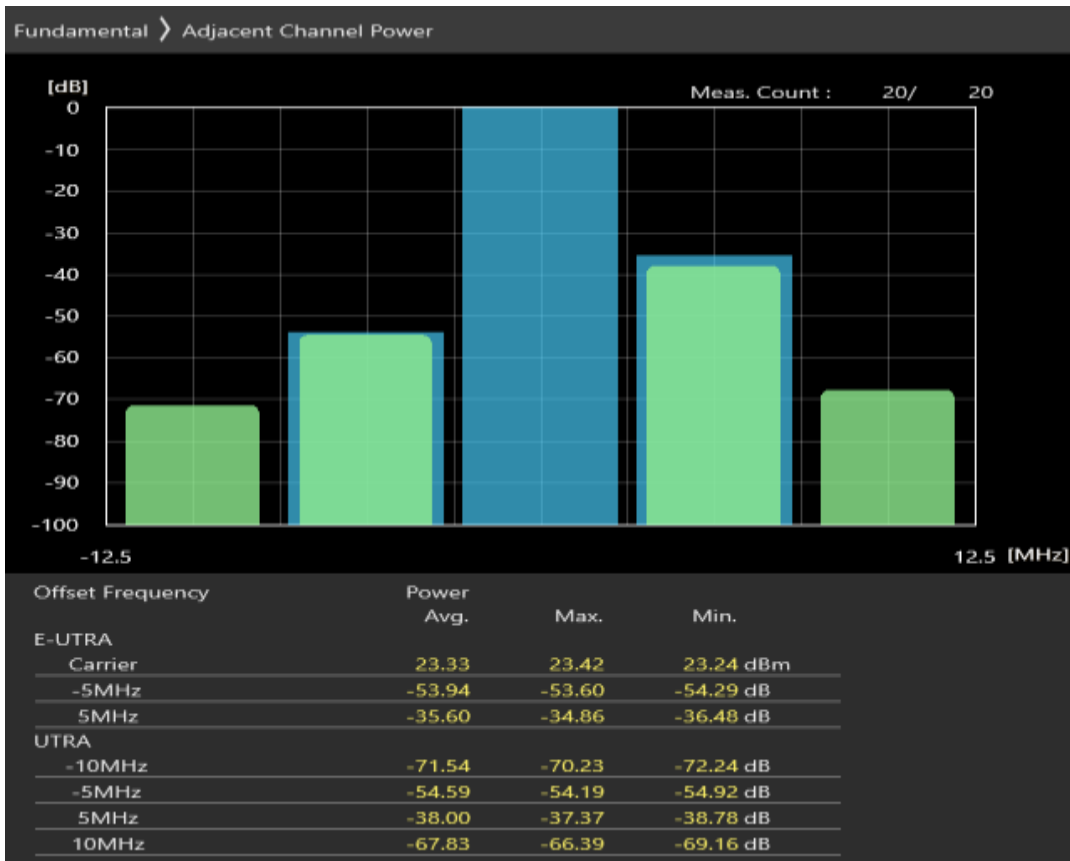 Fundamental 〉 Adjacent Channel Power
[dB]
Meas. Count : 20/ 20
0
-10
-20
-30
-40
-50
-60
-70
-80
-90
-100
-12.5 12.5 [MHz]
Offset Frequency Power
Avg. Max. Min.
E-UTRA
Carrier 23.33 23.42 23.24 dBm
-5MHz -53.94 -53.60 -54.29 dB
5MHz -35.60 -34.86 -36.48 dB
UTRA
-10MHz -71.54 -70.23 -72.24 dB
-5MHz -54.59 -54.19 -54.92 dB
5MHz -38.00 -37.37 -38.78 dB
10MHz -67.83 -66.39 -69.16 dB